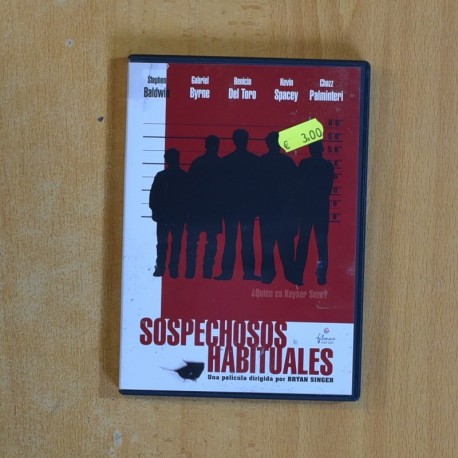 Stephen Baldwin
Gabriel Byrne
Benicio Del Toro
Kevin Spacey
Chazz Palminteri
€ 3,00
¿Quién es Keyser Soze?
SOSPECHOSOS
HABITUALES
filmax
Una película dirigida por BRYAN SINGER